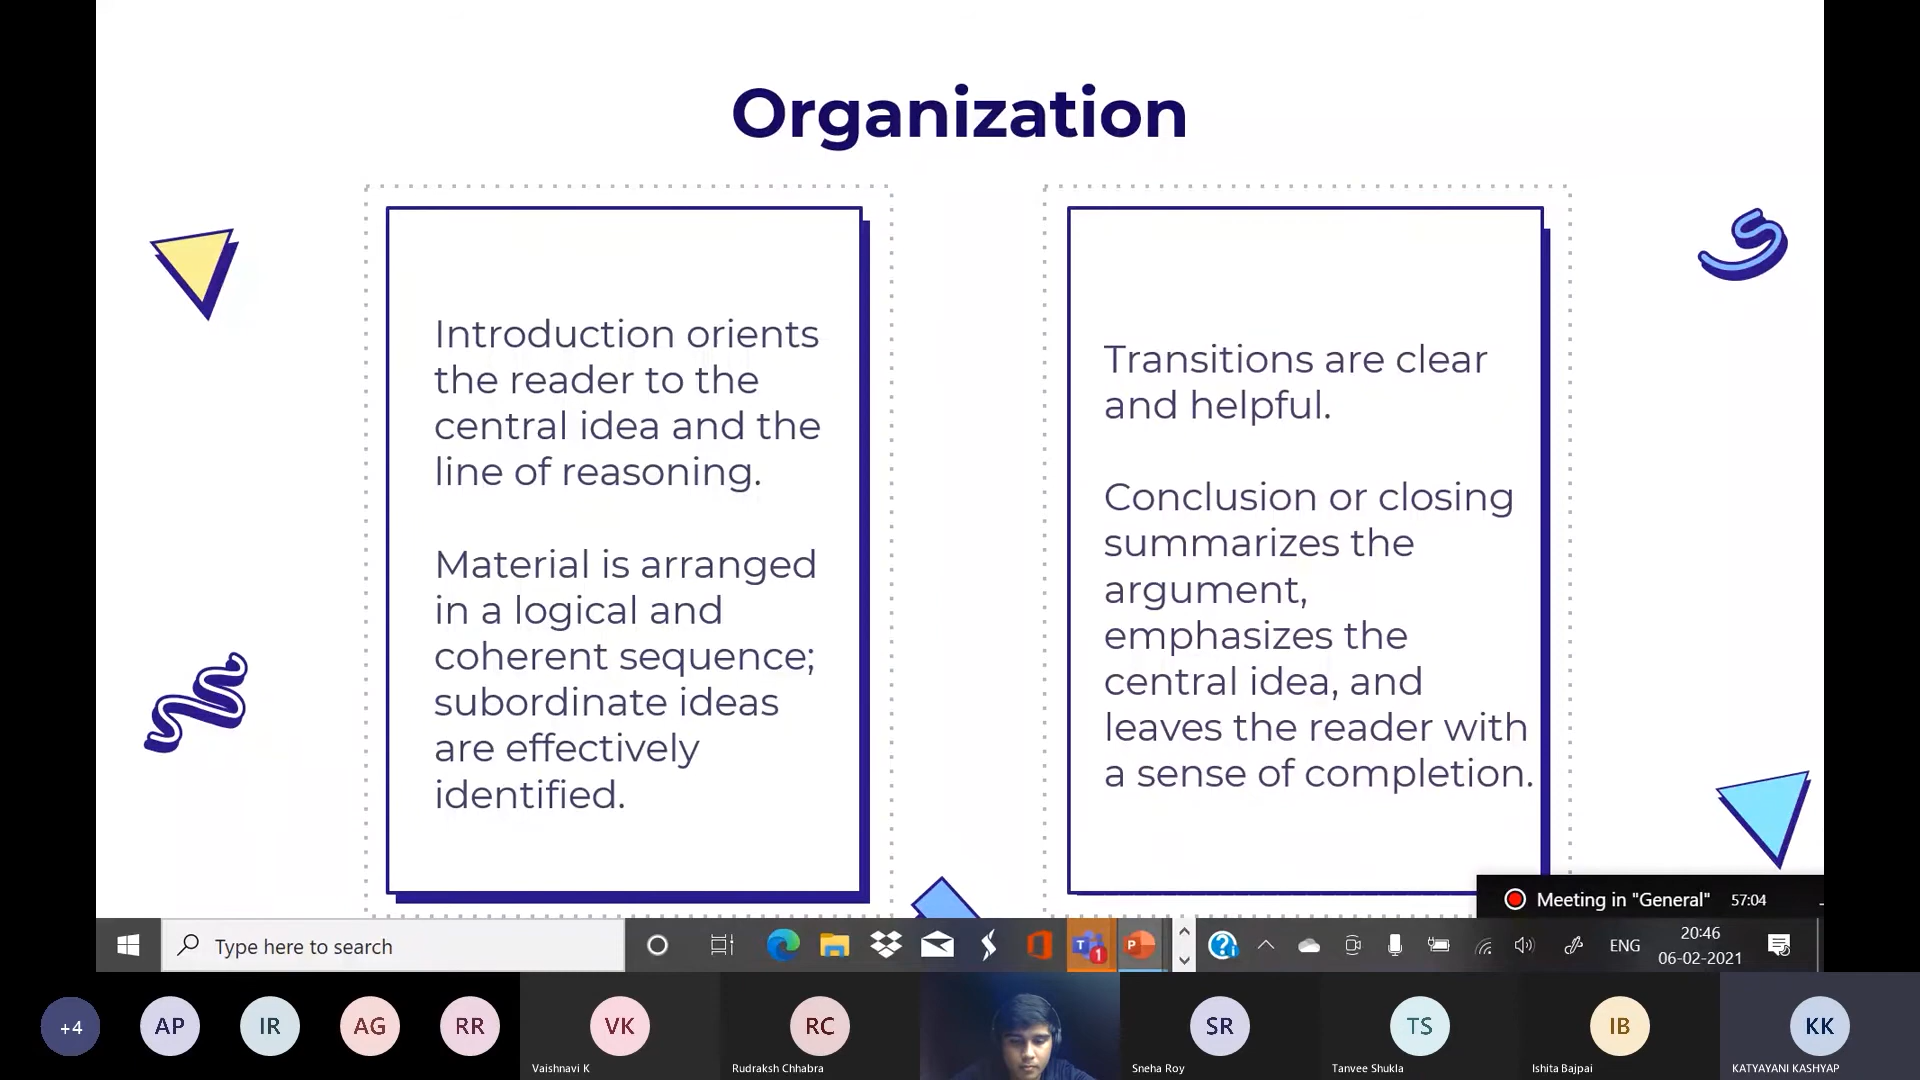 Organization
Introduction orients
the reader to the
central idea and the
line of reasoning.
Material is arranged
in a logical and
coherent sequence;
subordinate ideas
are effectively
identified.
Transitions are clear
and helpful.
Conclusion or closing
summarizes the
argument,
emphasizes the
central idea, and
leaves the reader with
a sense of completion.
Meeting in "General" 57:04
Type here to search
T
1
P
ENG
20:46
06-02-2021
+4
AP
IR
AG
RR
VK
Vaishnavi K
RC
Rudraksh Chhabra
SR
Sneha Roy
TS
Tanvee Shukla
IB
Ishita Bajpai
KK
KATYAYANI KASHYAP